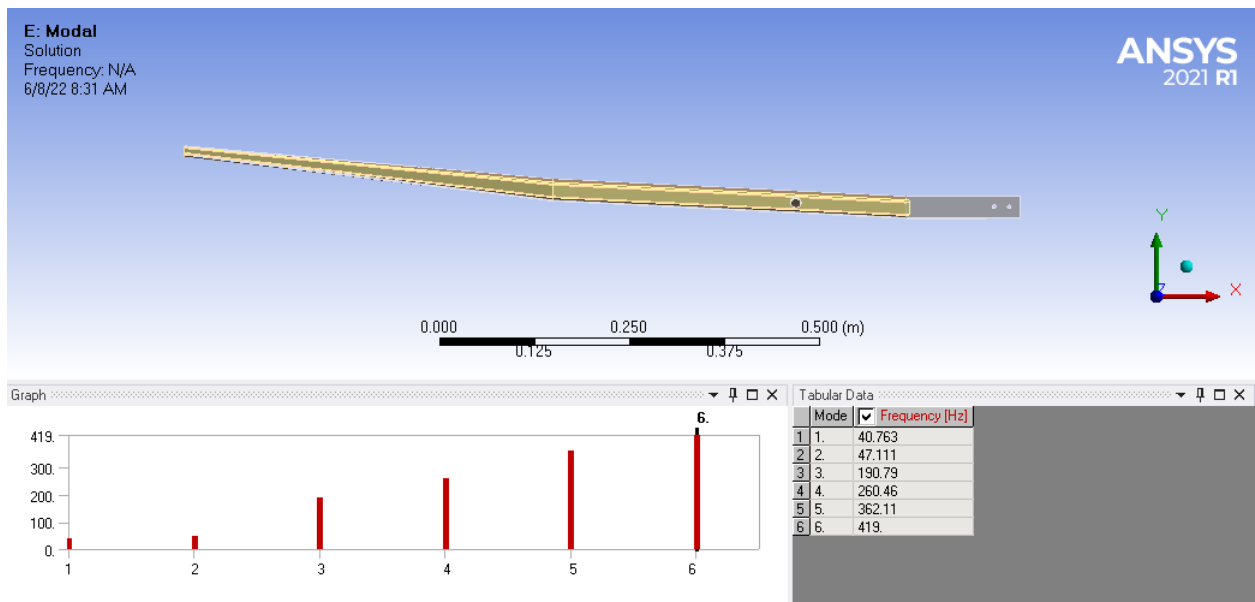 E: Modal
Solution
Frequency: N/A
6/8/22 8:31 AM
ANSYS
2021 R1
Y
Z
X
0.000 0.250 0.500 (m)
0.125 0.375
Graph
6.
419.
300.
200.
100.
0.
1 2 3 4 5 6
Tabular Data
Mode Frequency [Hz]
1 1. 40.763
2 2. 47.111
3 3. 190.79
4 4. 260.46
5 5. 362.11
6 6. 419.